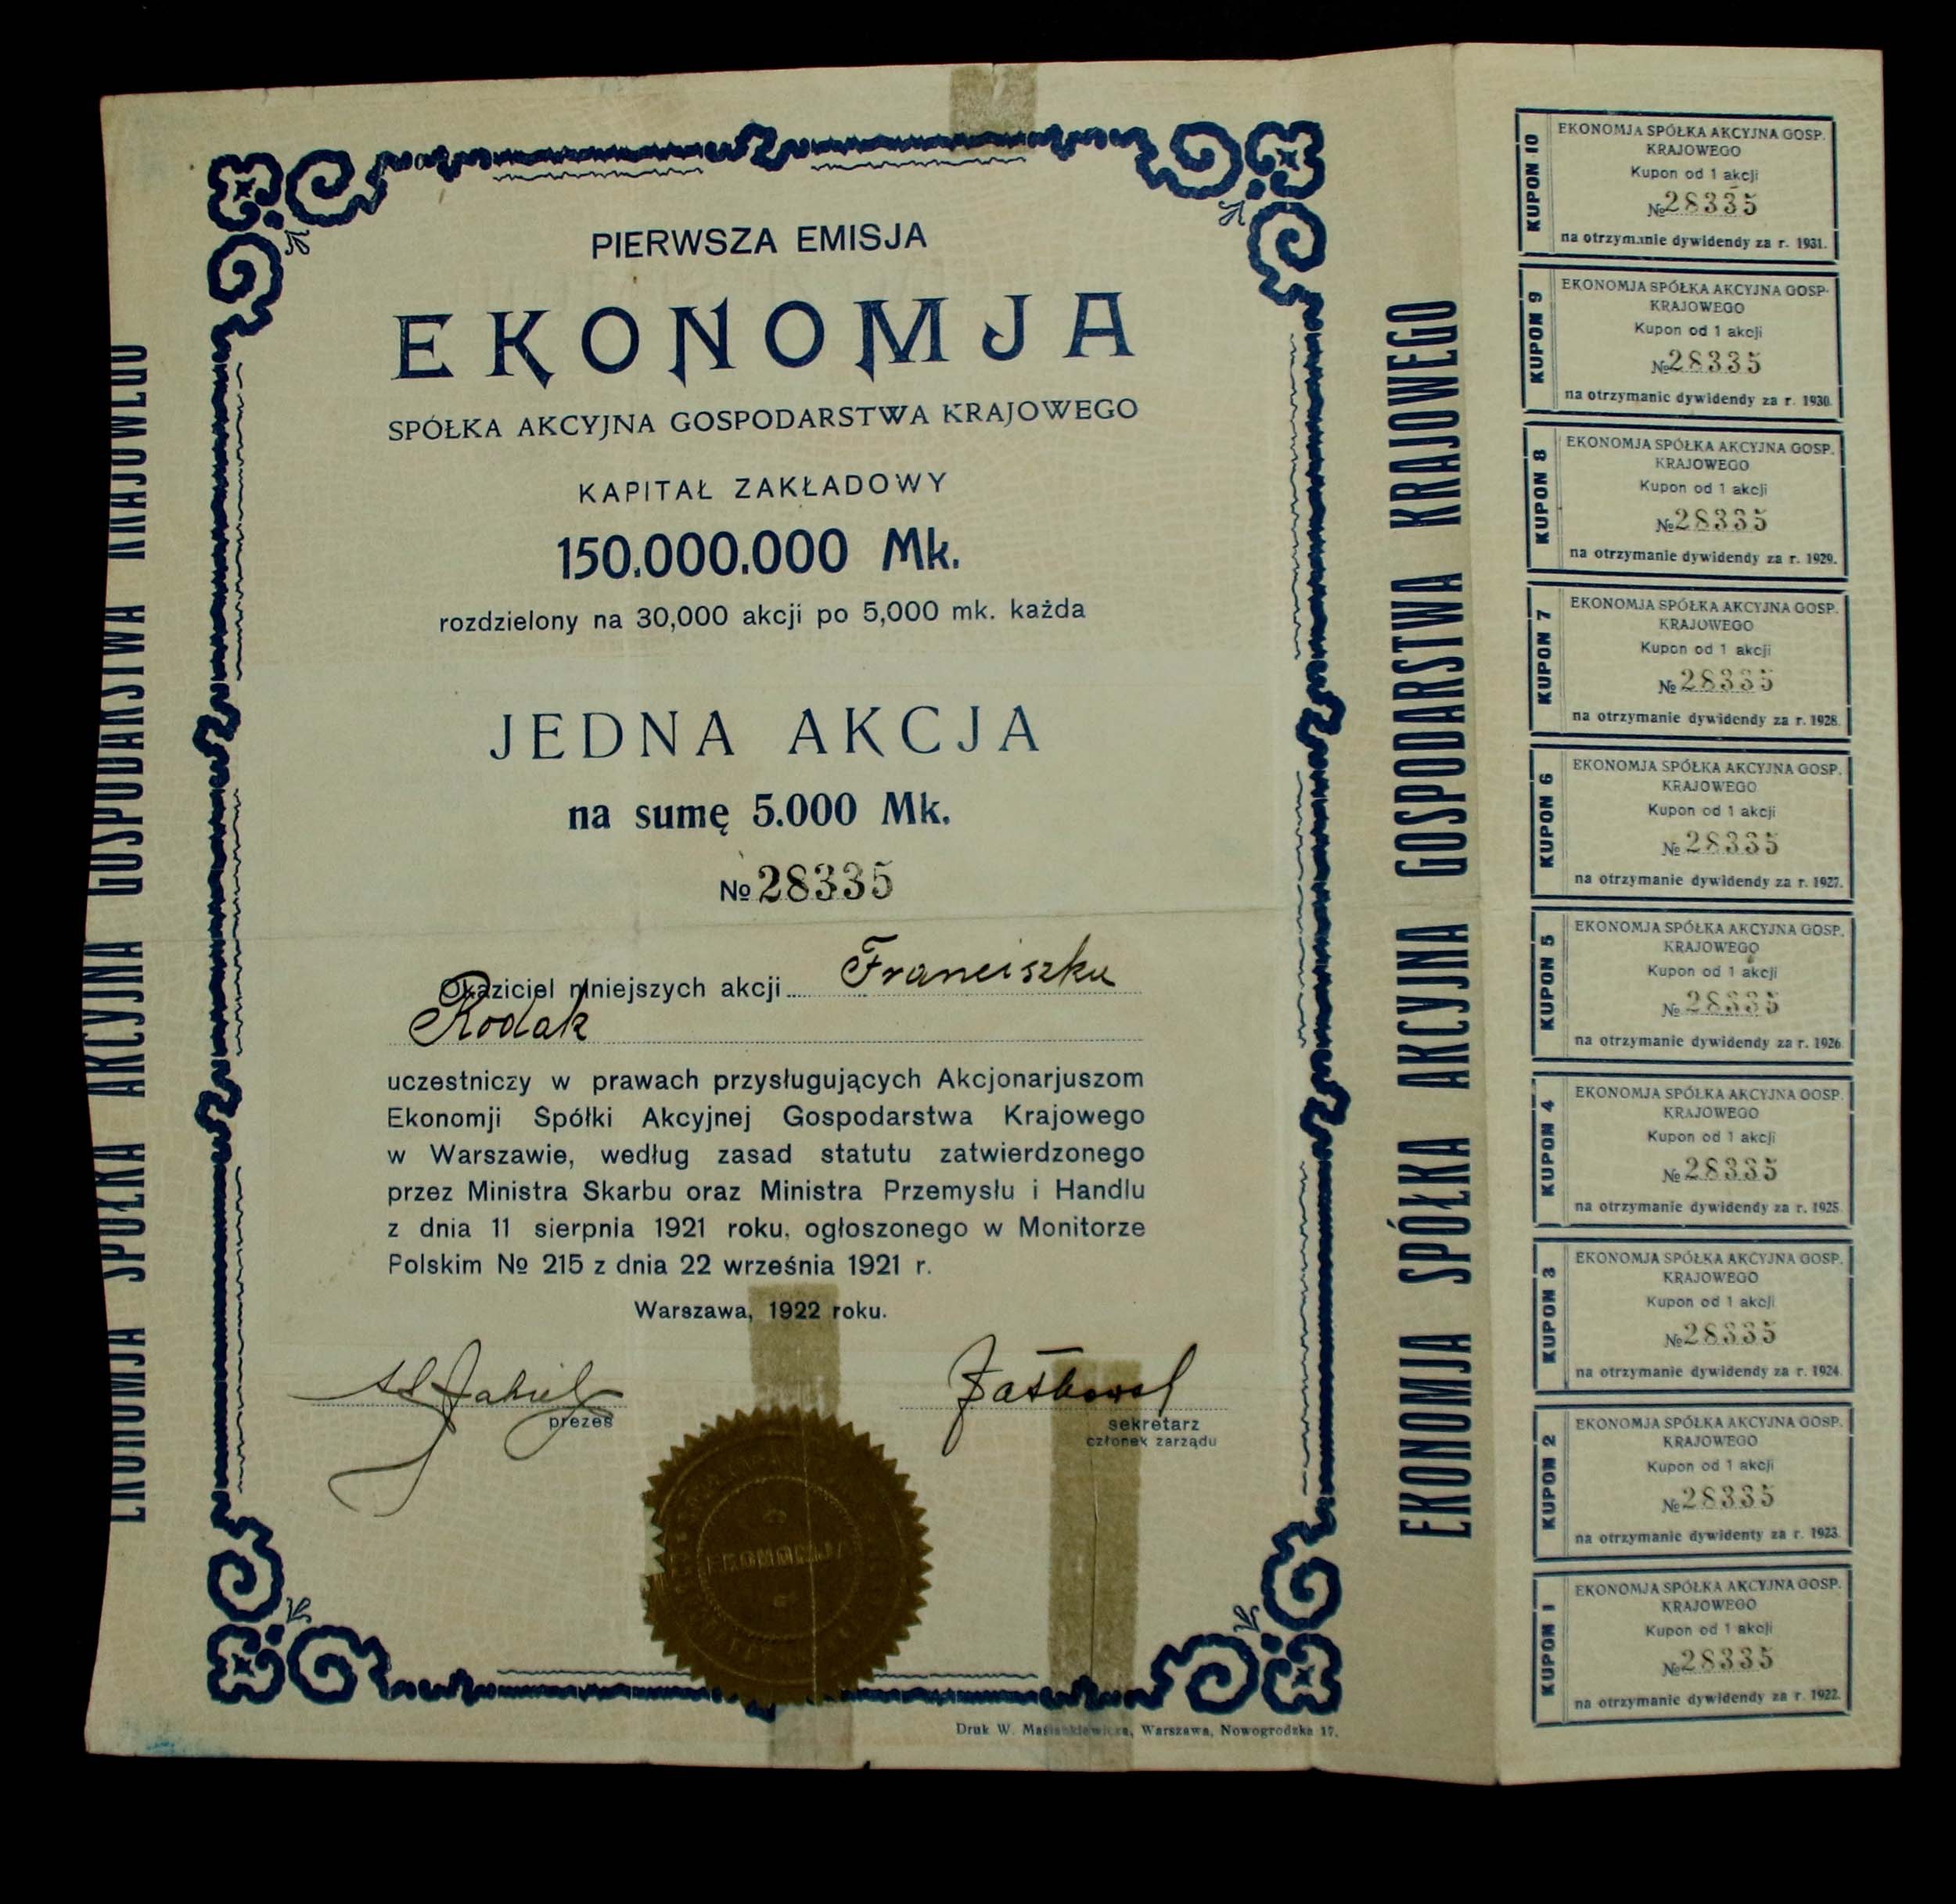 PIERWSZA EMISJA
EKONOMJA
SPÓŁKA AKCYJNA GOSPODARSTWA KRAJOWEGO
KAPITAŁ ZAKŁADOWY
150.000.000 Mk.
rozdzielony na 30,000 akcji po 5,000 mk. każda
JEDNA AKCJA
na sumę 5.000 Mk.
№ 28335
Okaziciel niniejszych akcji Franciszka
Rodak
uczestniczy w prawach przysługujących Akcjonarjuszom
Ekonomji Spółki Akcyjnej Gospodarstwa Krajowego
w Warszawie, według zasad statutu zatwierdzonego
przez Ministra Skarbu oraz Ministra Przemysłu i Handlu
z dnia 11 sierpnia 1921 roku, ogłoszonego w Monitorze
Polskim № 215 z dnia 22 września 1921 r.
Warszawa, 1922 roku.
prezes
sekretarz
członek zarządu
EKONOMJA
Druk W. Warszawa, Nowogrodzka 17.
EKONOMJA SPÓŁKA AKCYJNA GOSPODARSTWA KRAJOWEGO
EKONOMJA SPÓŁKA AKCYJNA GOSPODARSTWA KRAJOWEGO
KUPON 10
EKONOMJA SPÓŁKA AKCYJNA GOSP.
KRAJOWEGO
Kupon od 1 akcji
№ 28335
na otrzymanie dywidendy za r. 1931.
KUPON 9
EKONOMJA SPÓŁKA AKCYJNA GOSP.
KRAJOWEGO
Kupon od 1 akcji
№ 28335
na otrzymanie dywidendy za r. 1930.
KUPON 8
EKONOMJA SPÓŁKA AKCYJNA GOSP.
KRAJOWEGO
Kupon od 1 akcji
№ 28335
na otrzymanie dywidendy za r. 1929.
KUPON 7
EKONOMJA SPÓŁKA AKCYJNA GOSP.
KRAJOWEGO
Kupon od 1 akcji
№ 28335
na otrzymanie dywidendy za r. 1928.
KUPON 6
EKONOMJA SPÓŁKA AKCYJNA GOSP.
KRAJOWEGO
Kupon od 1 akcji
№ 28335
na otrzymanie dywidendy za r. 1927.
KUPON 5
EKONOMJA SPÓŁKA AKCYJNA GOSP.
KRAJOWEGO
Kupon od 1 akcji
№ 28335
na otrzymanie dywidendy za r. 1926
KUPON 4
EKONOMJA SPÓŁKA AKCYJNA GOSP.
KRAJOWEGO
Kupon od 1 akcji
№ 28335
na otrzymanie dywidendy za r. 1925.
KUPON 3
EKONOMJA SPÓŁKA AKCYJNA GOSP.
KRAJOWEGO
Kupon od 1 akcji
№ 28335
na otrzymanie dywidendy za r. 1924.
KUPON 2
EKONOMJA SPÓŁKA AKCYJNA GOSP.
KRAJOWEGO
Kupon od 1 akcji
№ 28335
na otrzymanie dywidenty za r. 1923.
KUPON 1
EKONOMJA SPÓŁKA AKCYJNA GOSP.
KRAJOWEGO
Kupon od 1 akcji
№ 28335
na otrzymanie dywidendy za r. 1922.